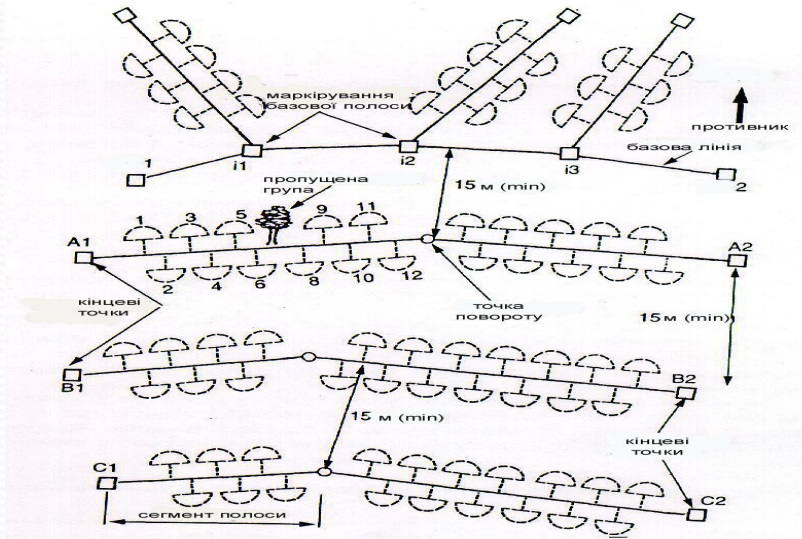 маркірування
базової полоси
противник
базова лінія
1
i1
i2
i3
2
15 м (min)
пропущена
група
1
3
5
9
11
A1
A2
2
4
6
8
10
12
кінцеві
точки
точка
повороту
15 м (min)
B1
B2
15 м (min)
кінцеві
точки
C1
C2
сегмент полоси